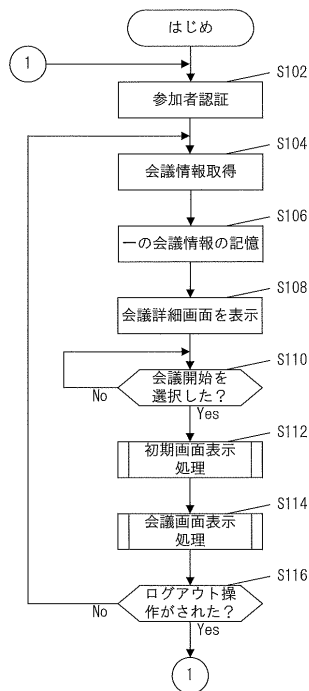 はじめ
1
S102
参加者認証
S104
会議情報取得
S106
一の会議情報の記憶
S108
会議詳細画面を表示
S110
会議開始を
選択した?
No
Yes
S112
初期画面表示
処理
S114
会議画面表示
処理
S116
ログアウト操
作がされた?
No
Yes
1